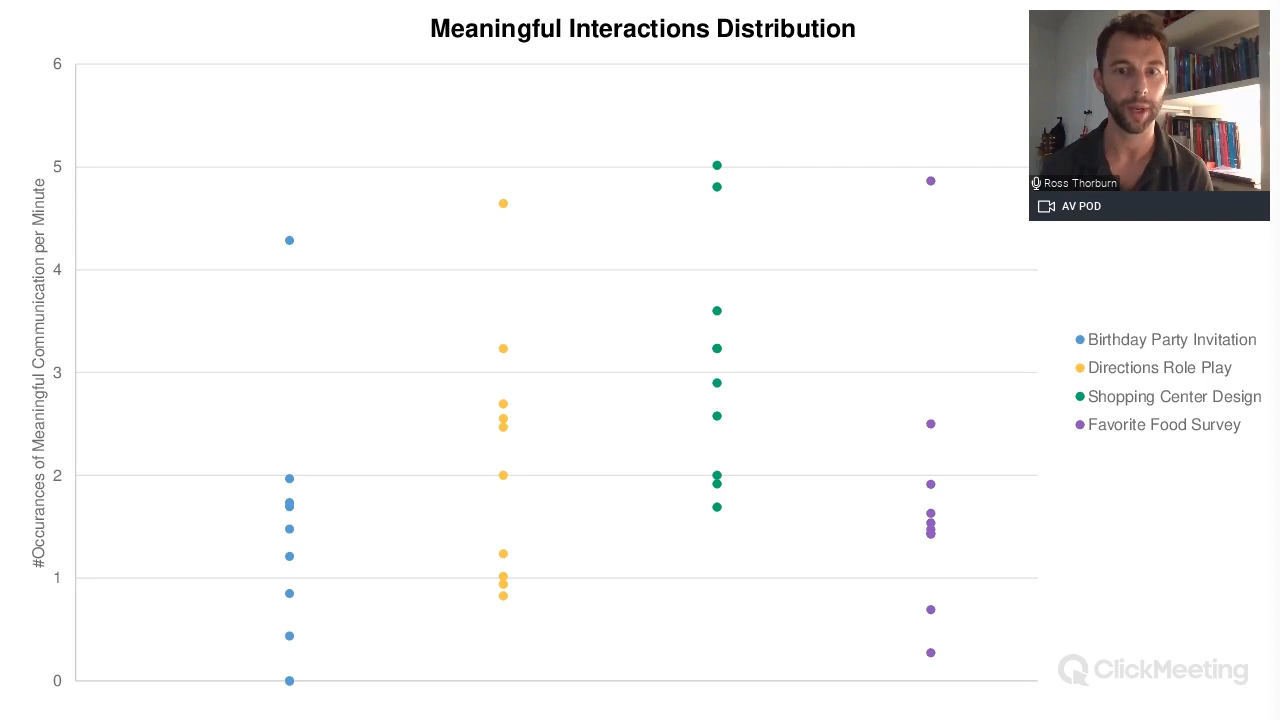 Meaningful Interactions Distribution
6
5
4
3
2
1
0
#Occurances of Meaningful Communication per Minute
Ross Thorburn
AV POD
Birthday Party Invitation
Directions Role Play
Shopping Center Design
Favorite Food Survey
ClickMeeting